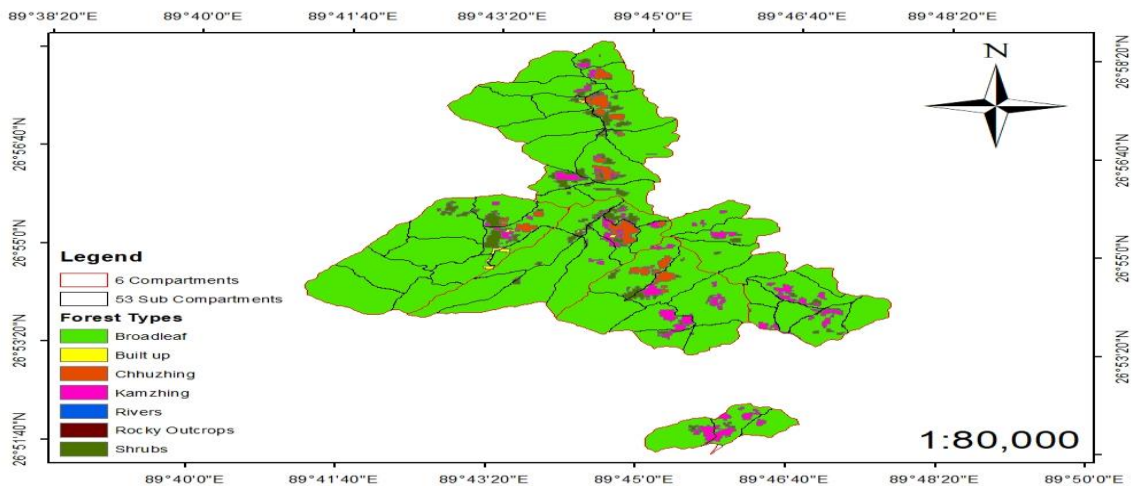 89°38'20"E 89°40'0"E 89°41'40"E 89°43'20"E 89°45'0"E 89°46'40"E 89°48'20"E
N
26°58'20"N
26°56'40"N 26°56'40"N
26°55'0"N 26°55'0"N
Legend
6 Compartments
53 Sub Compartments
Forest Types
Broadleaf
26°53'20"N 26°53'20"N
Built up
Chhuzhing
Kamzhing
Rivers
Rocky Outcrops
26°51'40"N 1:80,000
Shrubs
89°40'0"E 89°41'40"E 89°43'20"E 89°45'0"E 89°46'40"E 89°48'20"E 89°50'0"E